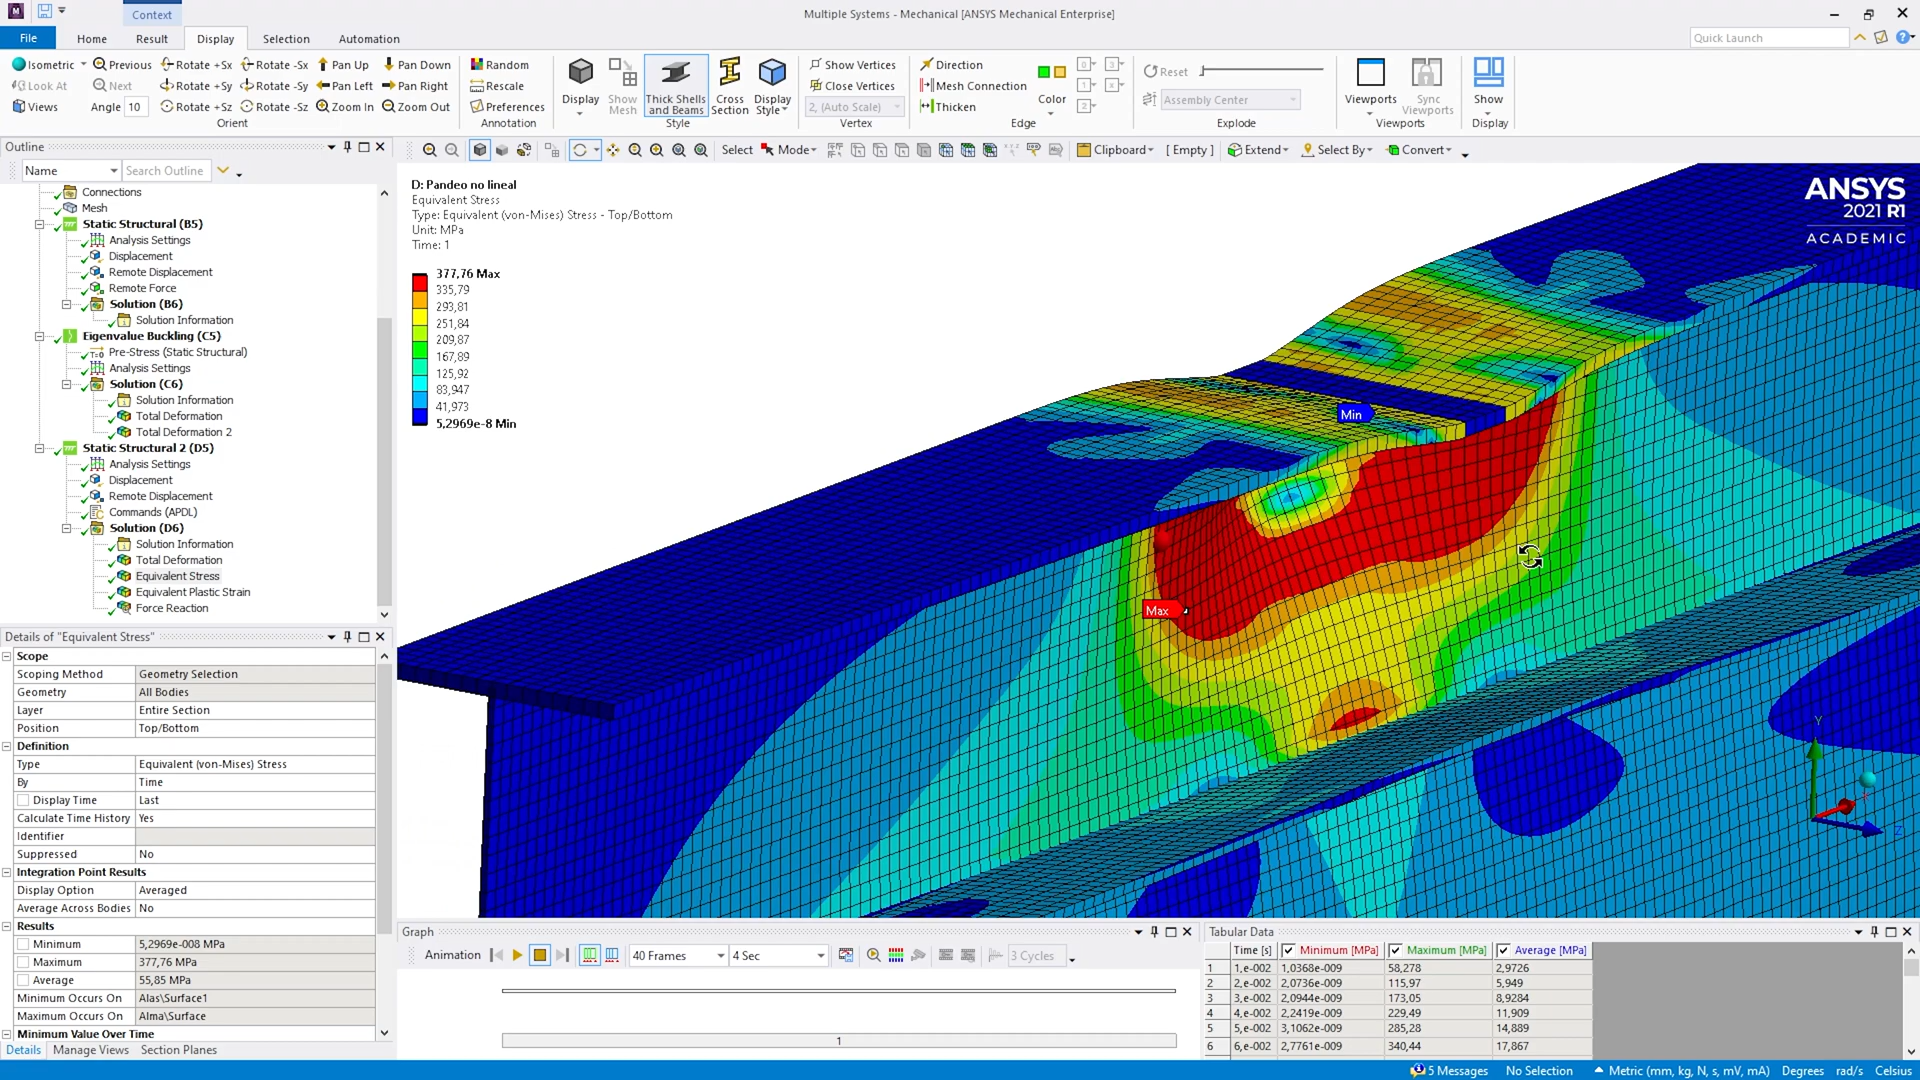 Context
Multiple Systems - Mechanical [ANSYS Mechanical Enterprise]
File Home Result Display Selection Automation
Quick Launch
Isometric Previous Rotate +Sx Rotate -Sx Pan Up Pan Down
Look At Next Rotate +Sy Rotate -Sy Pan Left Pan Right
Views Angle 10 Rotate +Sz Rotate -Sz Zoom In Zoom Out
Orient
Random
Rescale
Preferences
Annotation
Display
Show Mesh
Thick Shells and Beams
Cross Section
Display Style
Style
Show Vertices
Close Vertices
2, (Auto Scale)
Vertex
Direction
Mesh Connection
Thicken
Color
Edge
Reset
Assembly Center
Explode
Viewports
Sync Viewports
Viewports
Show
Display
Outline
Name Search Outline
Select Mode Clipboard [ Empty ] Extend Select By Convert
Connections
Mesh
Static Structural (B5)
Analysis Settings
Displacement
Remote Displacement
Remote Force
Solution (B6)
Solution Information
Eigenvalue Buckling (C5)
Pre-Stress (Static Structural)
Analysis Settings
Solution (C6)
Solution Information
Total Deformation
Total Deformation 2
Static Structural 2 (D5)
Analysis Settings
Displacement
Remote Displacement
Commands (APDL)
Solution (D6)
Solution Information
Total Deformation
Equivalent Stress
Equivalent Plastic Strain
Force Reaction
Details of "Equivalent Stress"
Scope
Scoping Method Geometry Selection
Geometry All Bodies
Layer Entire Section
Position Top/Bottom
Definition
Type Equivalent (von-Mises) Stress
By Time
Display Time Last
Calculate Time History Yes
Identifier
Suppressed No
Integration Point Results
Display Option Averaged
Average Across Bodies No
Results
Minimum 5,2969e-008 MPa
Maximum 377,76 MPa
Average 55,85 MPa
Minimum Occurs On Alas\Surface1
Maximum Occurs On Alma\Surface
Minimum Value Over Time
Details Manage Views Section Planes
D: Pandeo no lineal
Equivalent Stress
Type: Equivalent (von-Mises) Stress - Top/Bottom
Unit: MPa
Time: 1
377,76 Max
335,79
293,81
251,84
209,87
167,89
125,92
83,947
41,973
5,2969e-8 Min
ANSYS
2021 R1
ACADEMIC
Min
Max
Y
Z
Graph
Animation 40 Frames 4 Sec 3 Cycles
1
Tabular Data
Time [s] Minimum [MPa] Maximum [MPa] Average [MPa]
1 1,e-002 1,0368e-009 58,278 2,9726
2 2,e-002 2,0736e-009 115,97 5,949
3 3,e-002 2,0944e-009 173,05 8,9284
4 4,e-002 2,2419e-009 229,49 11,909
5 5,e-002 3,1062e-009 285,28 14,889
6 6,e-002 2,7761e-009 340,44 17,867
5 Messages No Selection Metric (mm, kg, N, s, mV, mA) Degrees rad/s Celsius